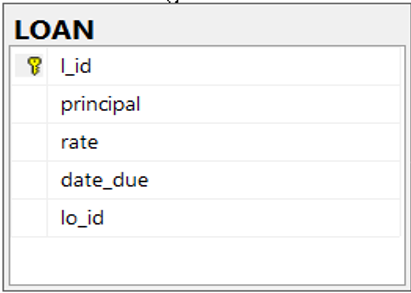 LOAN
l_id
principal
rate
date_due
lo_id